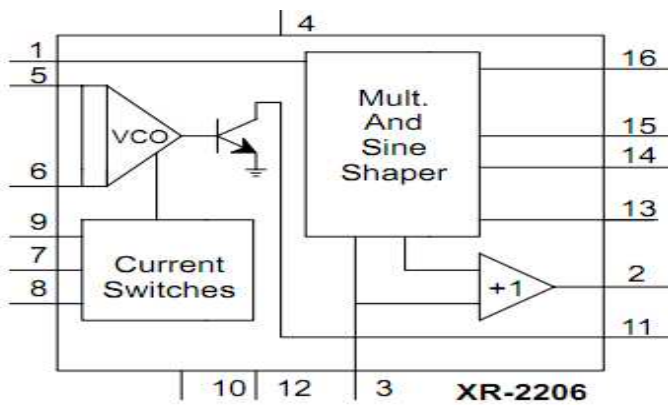 4
1
5
6
9
7
8
VCO
Current
Switches
Mult.
And
Sine
Shaper
+1
16
15
14
13
2
11
10
12
3
XR-2206